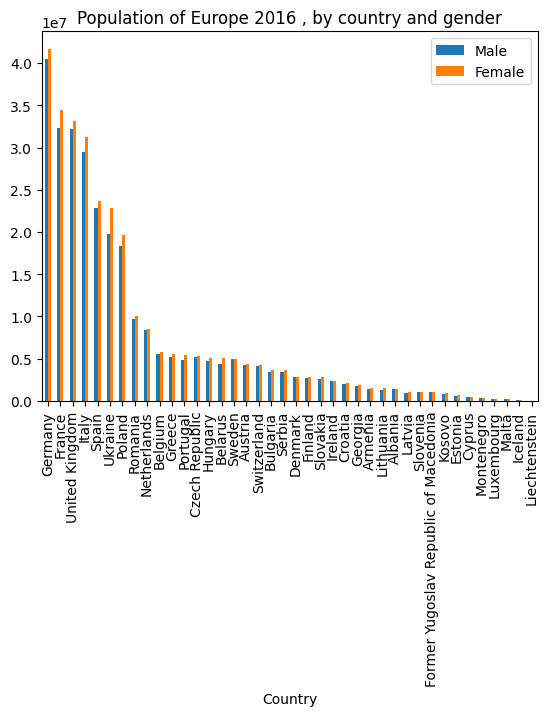 Population of Europe 2016 , by country and gender
1e7
Male
Female
4.0
3.5
3.0
2.5
2.0
1.5
1.0
0.5
0.0
Germany
France
United Kingdom
Italy
Spain
Ukraine
Poland
Romania
Netherlands
Belgium
Greece
Portugal
Czech Republic
Hungary
Belarus
Sweden
Austria
Switzerland
Bulgaria
Serbia
Denmark
Finland
Slovakia
Ireland
Croatia
Georgia
Armenia
Lithuania
Albania
Latvia
Slovenia
Former Yugoslav Republic of Macedonia
Kosovo
Estonia
Cyprus
Montenegro
Luxembourg
Malta
Iceland
Liechtenstein
Country